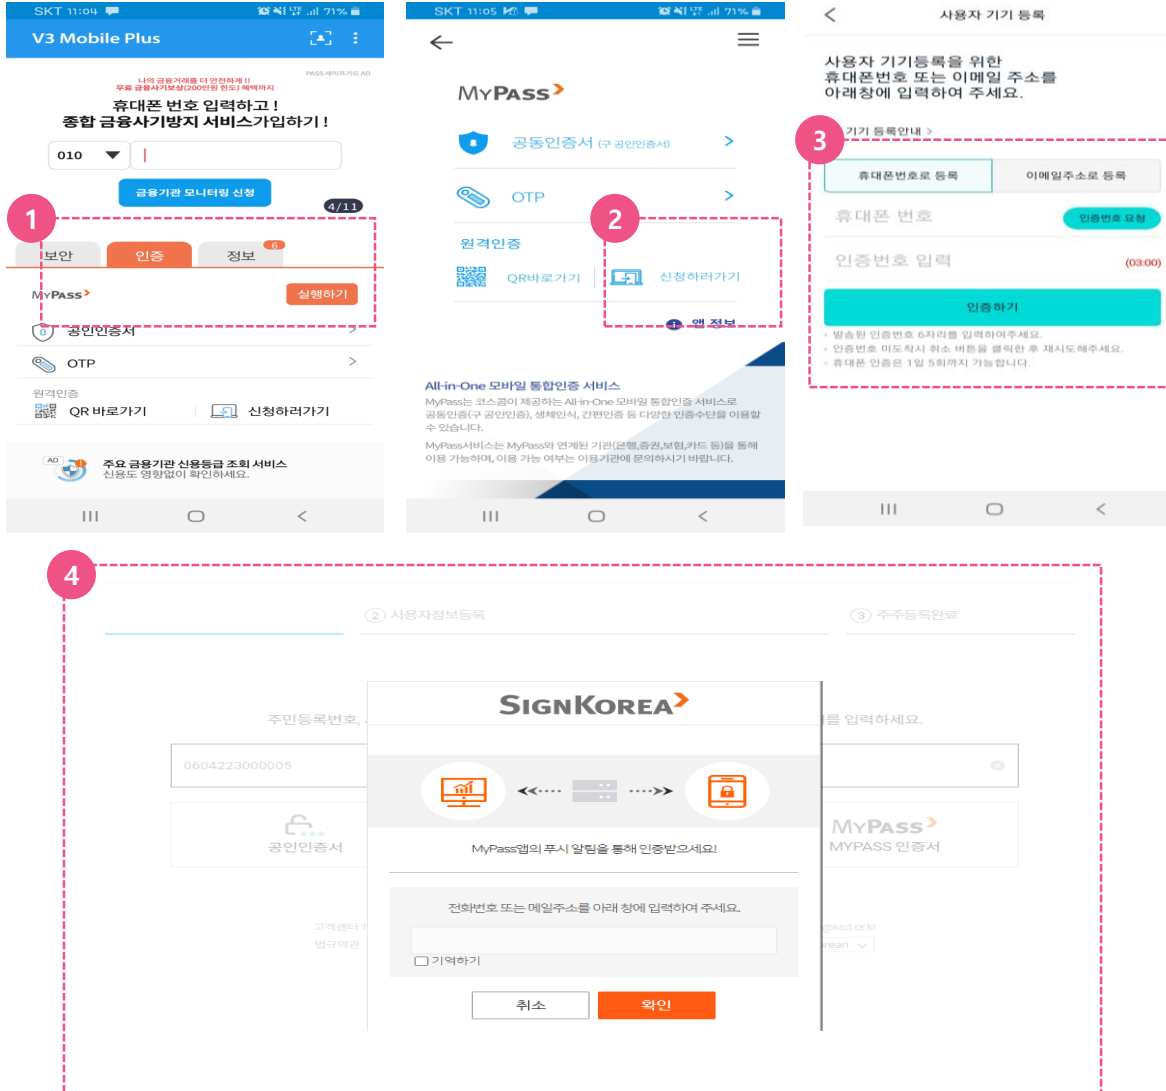 SKT 11:04
71%
V3 Mobile Plus
나의 금융거래를 더 안전하게 !!
무료 금융사기보상(200만원 한도) 혜택까지
PASS 세이프가드 AD
휴대폰 번호 입력하고 !
종합 금융사기방지 서비스가입하기 !
010
금융기관 모니터링 신청
4/11
1
보안
인증
정보
6
MYPASS
실행하기
공인인증서
OTP
원격인증
QR 바로가기
신청하러가기
AD
주요 금융기관 신용등급 조회 서비스
신용도 영향없이 확인하세요.
SKT 11:05
71%
MYPASS
공동인증서 (구 공인인증서)
OTP
2
원격인증
QR바로가기
신청하러가기
앱 정보
All-in-One 모바일 통합인증 서비스
MyPass는 코스콤이 제공하는 All-in-One 모바일 통합인증 서비스로
공동인증(구 공인인증), 생체인식, 간편인증 등 다양한 인증수단을 이용할
수 있습니다.
MyPass서비스는 MyPass와 연계된 기관(은행,증권,보험,카드 등)을 통해
이용 가능하며, 이용 가능 여부는 이용기관에 문의하시기 바랍니다.
사용자 기기 등록
사용자 기기등록을 위한
휴대폰번호 또는 이메일 주소를
아래창에 입력하여 주세요.
3
기기 등록안내 >
휴대폰번호로 등록
이메일주소로 등록
휴대폰 번호
인증번호 요청
인증번호 입력
(03:00)
인증하기
- 발송된 인증번호 6자리를 입력하여주세요.
- 인증번호 미도착시 취소 버튼을 클릭한 후 재시도해주세요.
- 휴대폰 인증은 1일 5회까지 가능합니다.
4
2 사용자정보등록
3 주주등록완료
주민등록번호,
를 입력하세요.
0604223000005
공인인증서
MYPASS
MYPASS 인증서
고객센터 1
@ksd.or.kr
법규약관
rean
SIGNKOREA
MyPass앱의 푸시 알림을 통해 인증받으세요!
전화번호 또는 메일주소를 아래 창에 입력하여 주세요.
기억하기
취소
확인